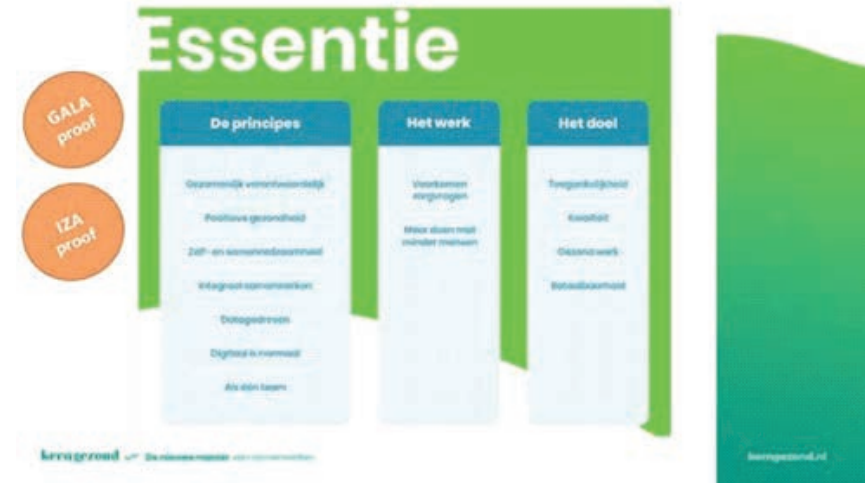 Essentie
GALA
proof
IZA
proof
De principes
Gezamenlijk verantwoordelijk
Positieve gezondheid
Zelf- en samenredzaamheid
Integraal samenwerken
Datagedreven
Digitaal is normaal
Als één team
Het werk
Voorkomen
zorgvragen
Meer doen met
minder mensen
Het doel
Toegankelijkheid
Kwaliteit
Gezond werk
Betaalbaarheid
kerngezond
De nieuwe manier van samenwerken
kerngezond.nl